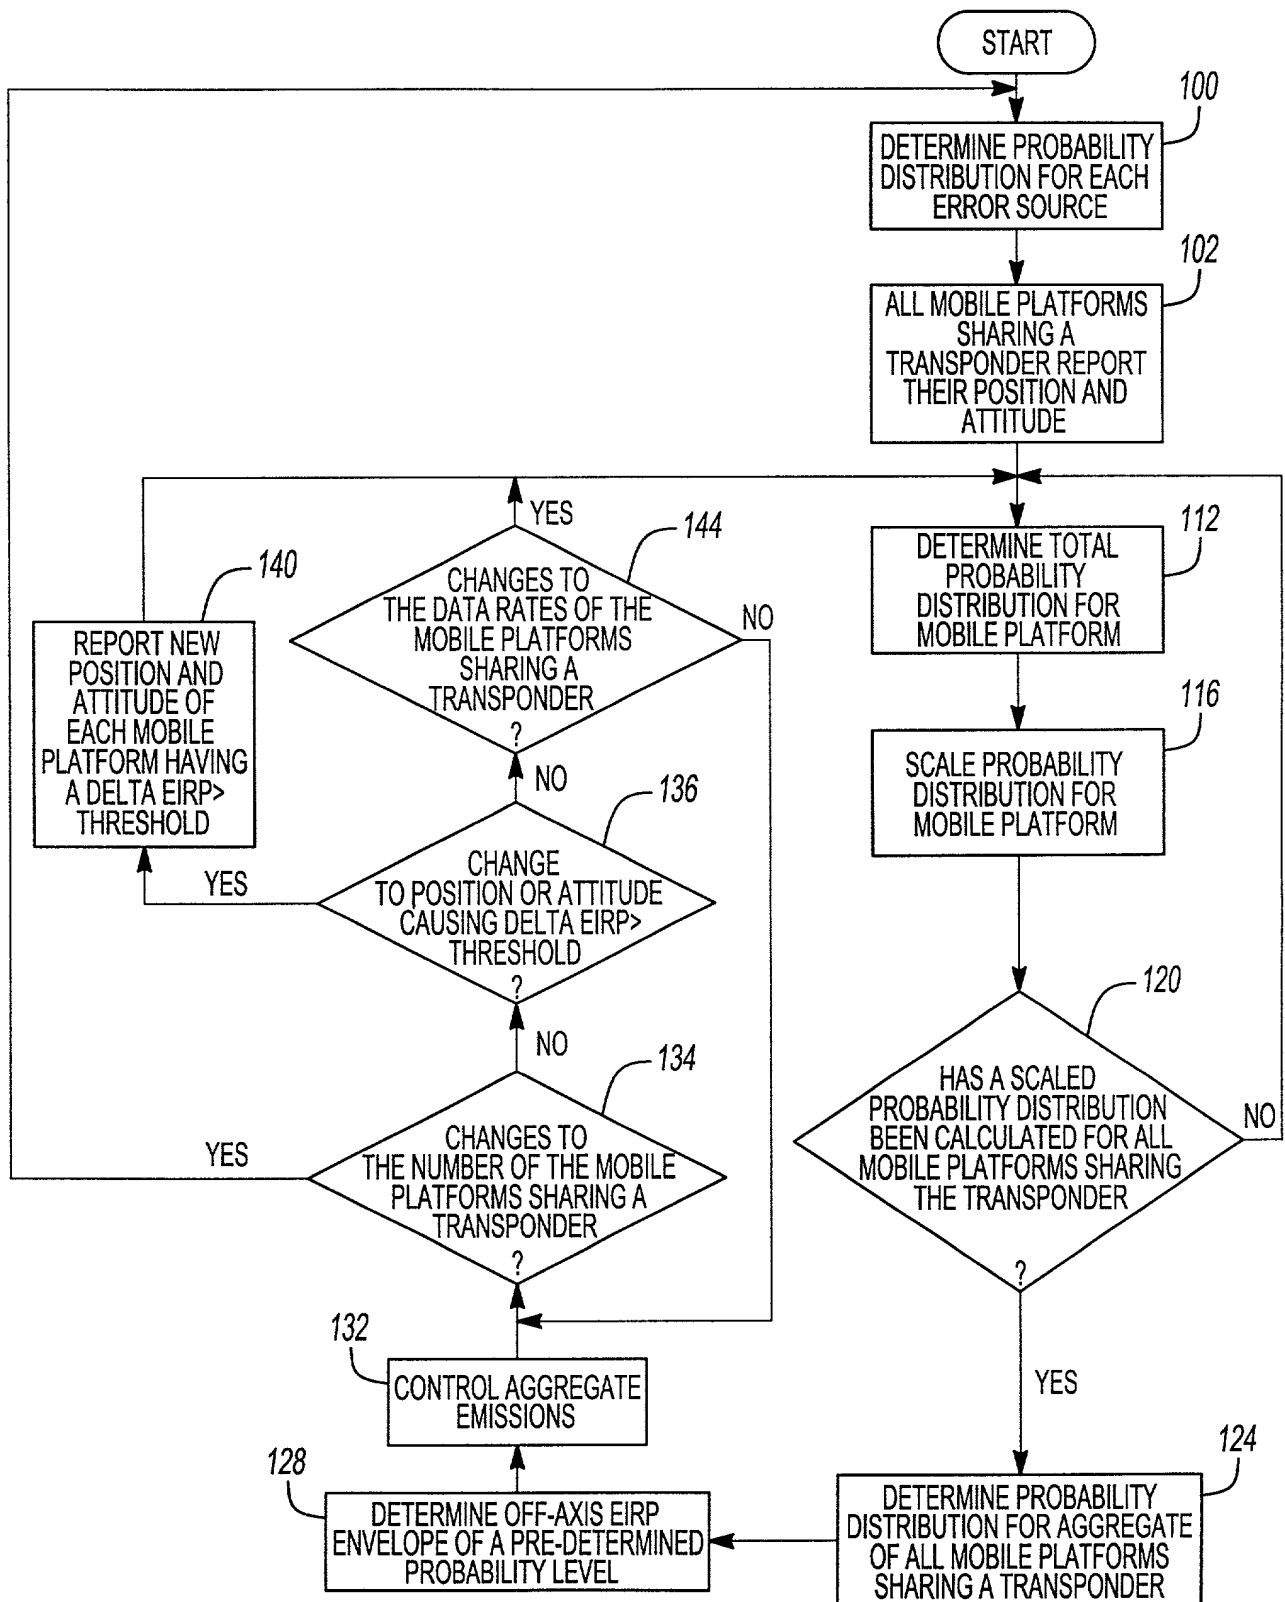 START
100
DETERMINE PROBABILITY
DISTRIBUTION FOR EACH
ERROR SOURCE
102
ALL MOBILE PLATFORMS
SHARING A
TRANSPONDER REPORT
THEIR POSITION AND
ATTITUDE
112
DETERMINE TOTAL
PROBABILITY
DISTRIBUTION FOR
MOBILE PLATFORM
116
SCALE PROBABILITY
DISTRIBUTION FOR
MOBILE PLATFORM
120
HAS A SCALED
PROBABILITY DISTRIBUTION
BEEN CALCULATED FOR ALL
MOBILE PLATFORMS SHARING
THE TRANSPONDER
?
NO
YES
124
DETERMINE PROBABILITY
DISTRIBUTION FOR AGGREGATE
OF ALL MOBILE PLATFORMS
SHARING A TRANSPONDER
128
DETERMINE OFF-AXIS EIRP
ENVELOPE OF A PRE-DETERMINED
PROBABILITY LEVEL
132
CONTROL AGGREGATE
EMISSIONS
134
CHANGES TO
THE NUMBER OF THE MOBILE
PLATFORMS SHARING A
TRANSPONDER
?
YES
NO
136
CHANGE
TO POSITION OR ATTITUDE
CAUSING DELTA EIRP>
THRESHOLD
?
YES
NO
140
REPORT NEW
POSITION AND
ATTITUDE OF
EACH MOBILE
PLATFORM HAVING
A DELTA EIRP>
THRESHOLD
144
CHANGES TO
THE DATA RATES OF THE
MOBILE PLATFORMS
SHARING A
TRANSPONDER
?
YES
NO